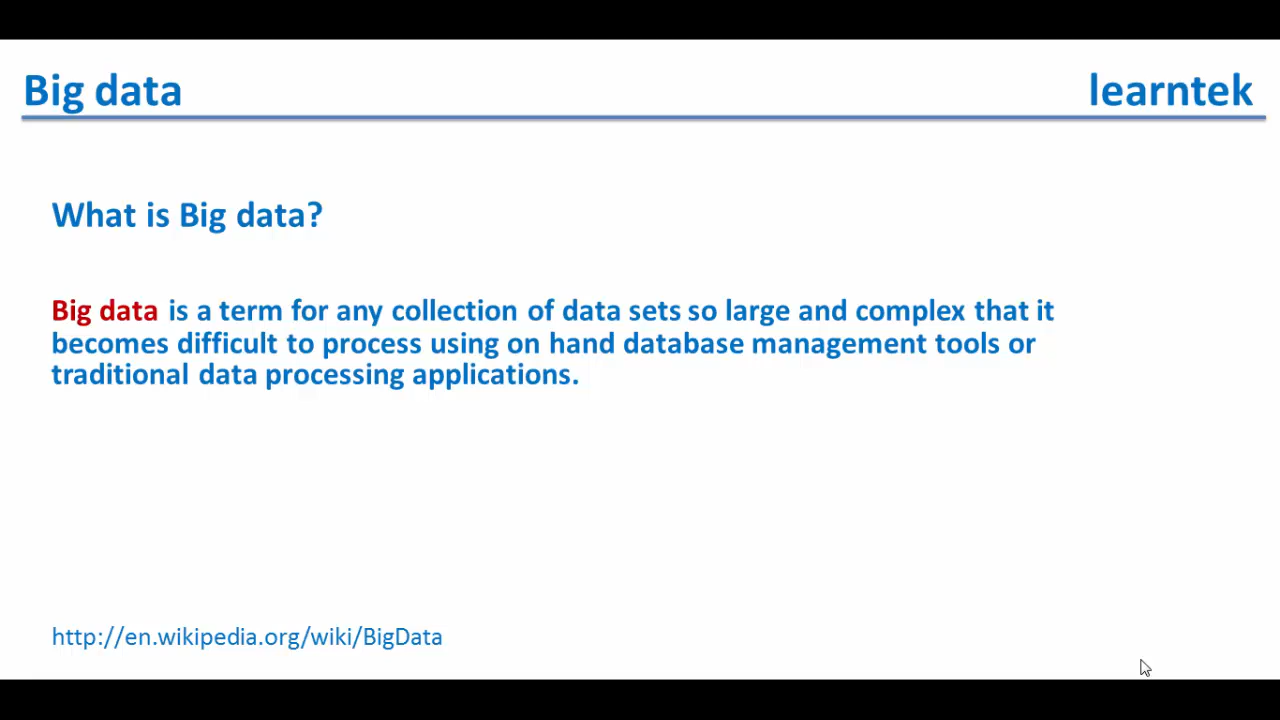 Big data
learntek
What is Big data?
Big data is a term for any collection of data sets so large and complex that it
becomes difficult to process using on hand database management tools or
traditional data processing applications.
http://en.wikipedia.org/wiki/BigData